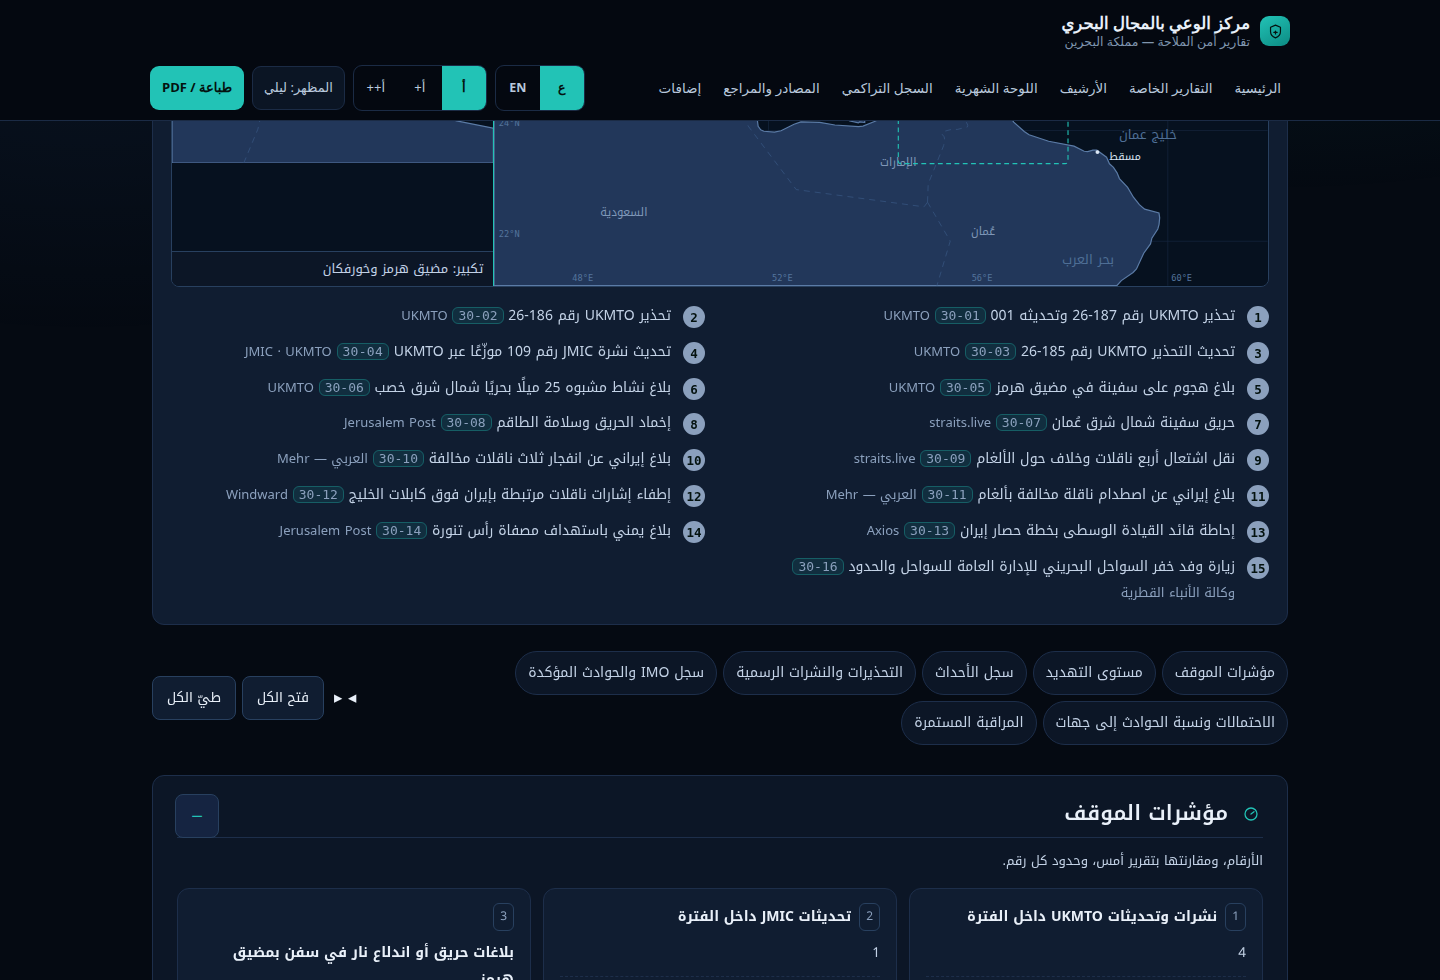 مركز الوعي بالمجال البحري
تقارير أمن الملاحة — مملكة البحرين
الرئيسية
التقارير الخاصة
الأرشيف
اللوحة الشهرية
السجل التراكمي
المصادر والمراجع
إضافات
ع
EN
أ
أ+
أ++
المظهر: ليلي
طباعة / PDF
24°N
خليج عمان
مسقط
الإمارات
السعودية
عُمان
22°N
بحر العرب
48°E
52°E
56°E
60°E
تكبير: مضيق هرمز وخورفكان
1 تحذير UKMTO رقم 187-26 وتحديثه 001 30-01 UKMTO
2 تحذير UKMTO رقم 186-26 30-02 UKMTO
3 تحديث التحذير UKMTO رقم 185-26 30-03 UKMTO
4 تحديث نشرة JMIC رقم 109 موزّعًا عبر UKMTO 30-04 JMIC · UKMTO
5 بلاغ هجوم على سفينة في مضيق هرمز 30-05 UKMTO
6 بلاغ نشاط مشبوه 25 ميلًا بحريًا شمال شرق خصب 30-06 UKMTO
7 حريق سفينة شمال شرق عُمان 30-07 straits.live
8 إخماد الحريق وسلامة الطاقم 30-08 Jerusalem Post
9 نقل اشتعال أربع ناقلات وخلاف حول الألغام 30-09 straits.live
10 بلاغ إيراني عن انفجار ثلاث ناقلات مخالفة 30-10 العربي — Mehr
11 بلاغ إيراني عن اصطدام ناقلة مخالفة بألغام 30-11 العربي — Mehr
12 إطفاء إشارات ناقلات مرتبطة بإيران فوق كابلات الخليج 30-12 Windward
13 إحاطة قائد القيادة الوسطى بخطة حصار إيران 30-13 Axios
14 بلاغ يمني باستهداف مصفاة رأس تنورة 30-14 Jerusalem Post
15 زيارة وفد خفر السواحل البحريني للإدارة العامة للسواحل والحدود 30-16
وكالة الأنباء القطرية
مؤشرات الموقف
مستوى التهديد
سجل الأحداث
التحذيرات والنشرات الرسمية
سجل IMO والحوادث المؤكدة
الاحتمالات ونسبة الحوادث إلى جهات
المراقبة المستمرة
فتح الكل
طيّ الكل
مؤشرات الموقف
الأرقام، ومقارنتها بتقرير أمس، وحدود كل رقم.
1 نشرات وتحديثات UKMTO داخل الفترة
4
2 تحديثات JMIC داخل الفترة
1
3
بلاغات حريق أو اندلاع نار في سفن بمضيق
هرمز